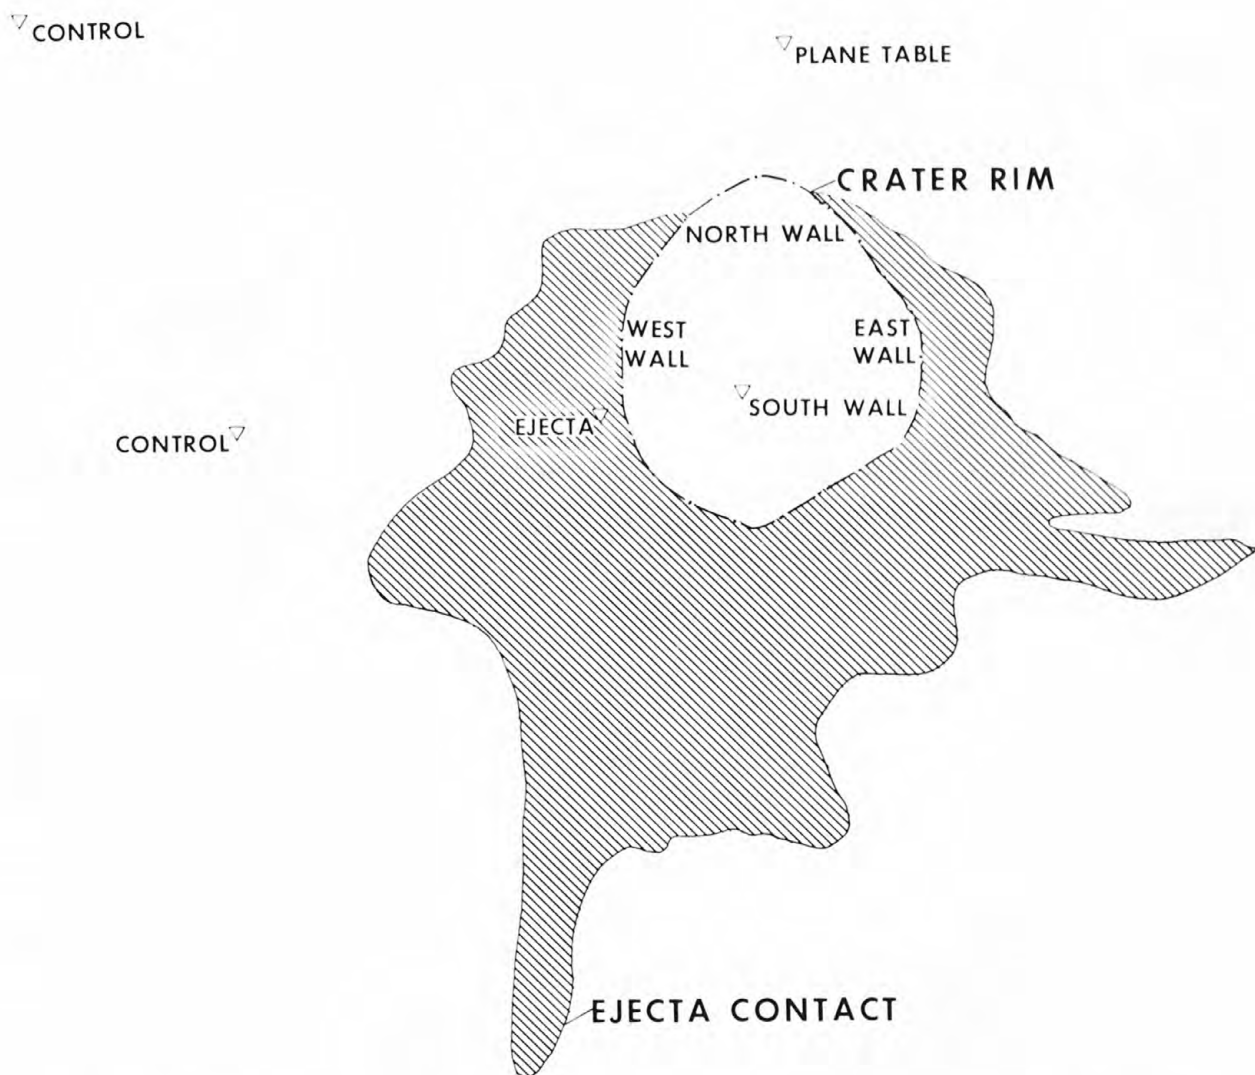 CONTROL
PLANE TABLE
CRATER RIM
NORTH WALL
WEST
WALL
EAST
WALL
SOUTH WALL
EJECTA
CONTROL
EJECTA CONTACT